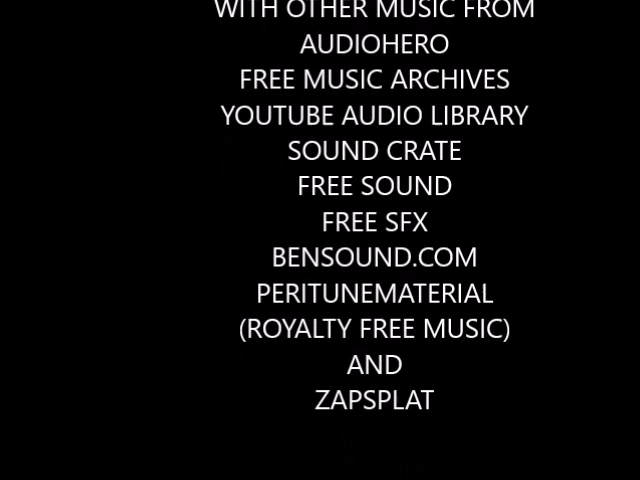 WITH OTHER MUSIC FROM
AUDIOHERO
FREE MUSIC ARCHIVES
YOUTUBE AUDIO LIBRARY
SOUND CRATE
FREE SOUND
FREE SFX
BENSOUND.COM
PERITUNEMATERIAL
(ROYALTY FREE MUSIC)
AND
ZAPSPLAT